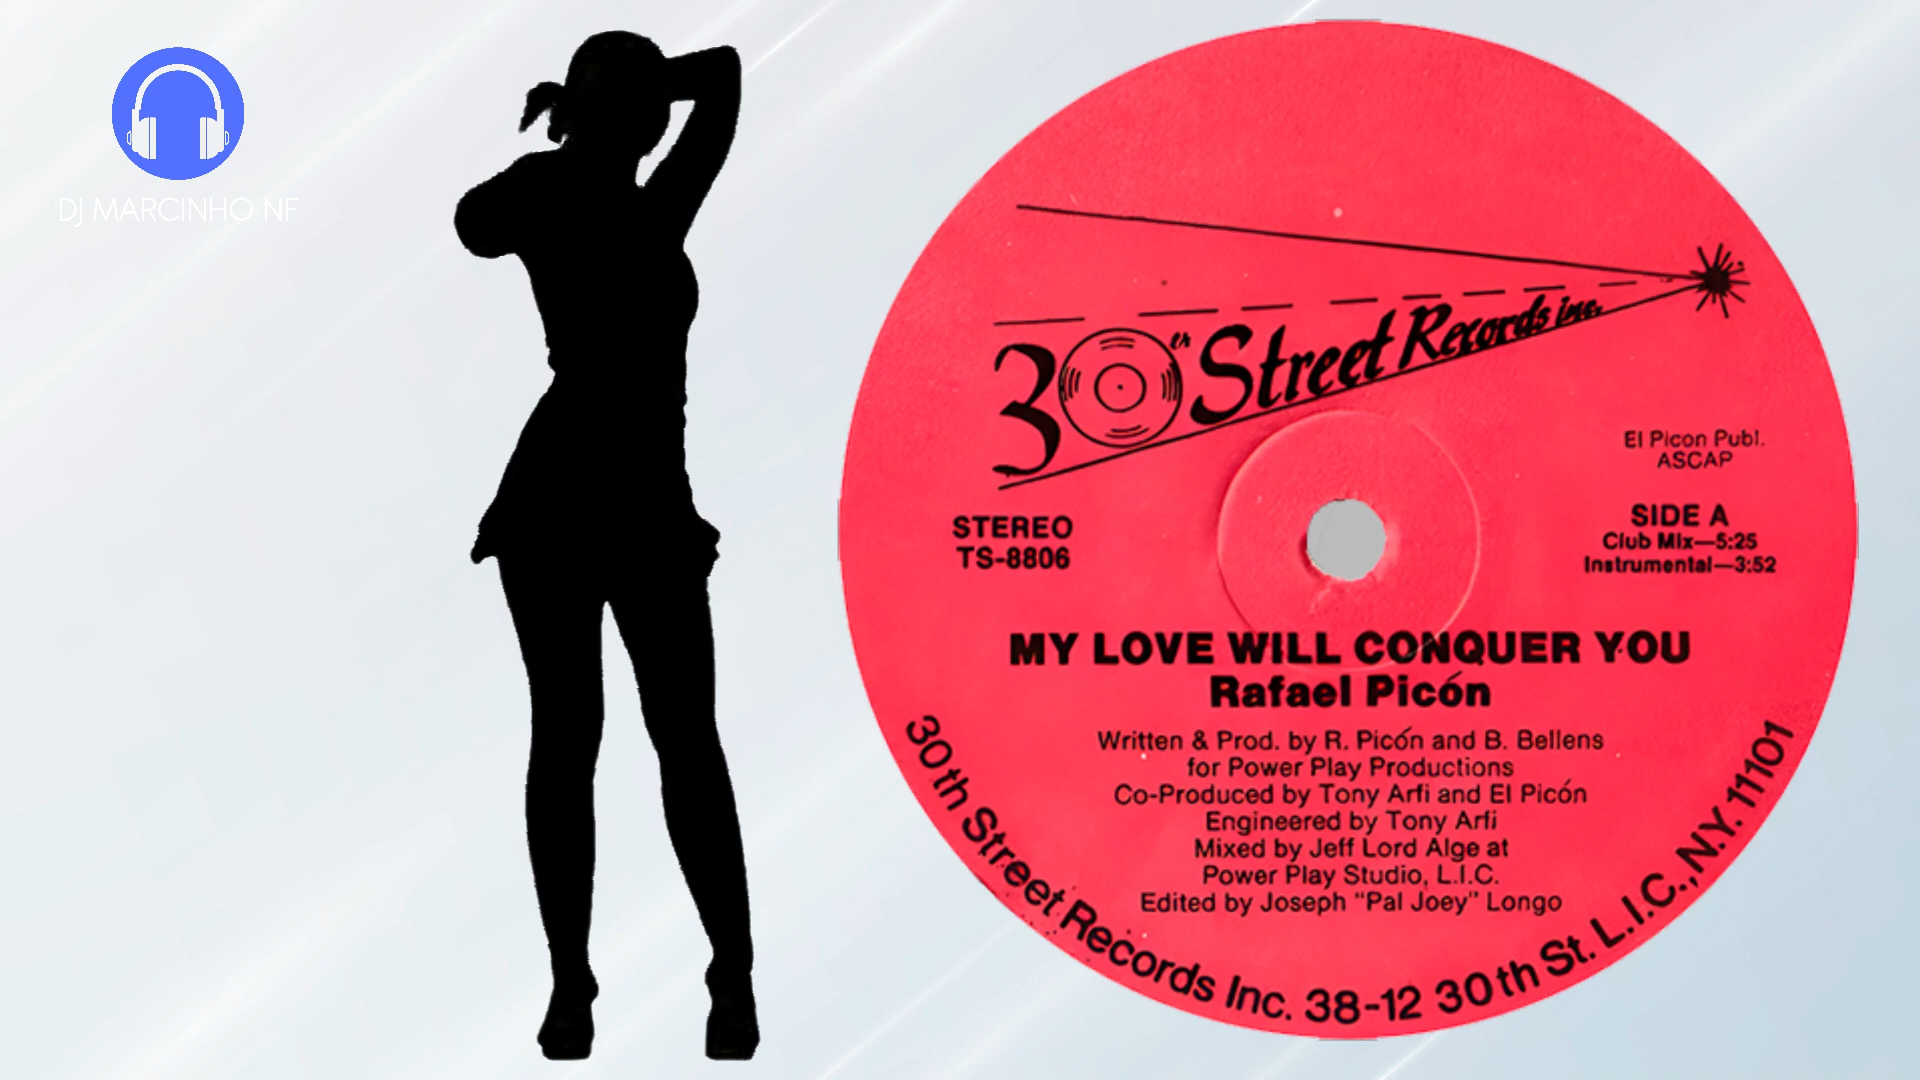 DJ MARCINHO NF
30th Street Records inc.
El Picon Publ.
ASCAP
STEREO
TS-8806
SIDE A
Club Mix—5:25
Instrumental—3:52
MY LOVE WILL CONQUER YOU
Rafael Picón
Written & Prod. by R. Picón and B. Bellens
for Power Play Productions
Co-Produced by Tony Arfi and El Picón
Engineered by Tony Arfi
Mixed by Jeff Lord Alge at
Power Play Studio, L.I.C.
Edited by Joseph "Pal Joey" Longo
30th Street Records Inc. 38-12 30th St. L.I.C., N.Y. 11101